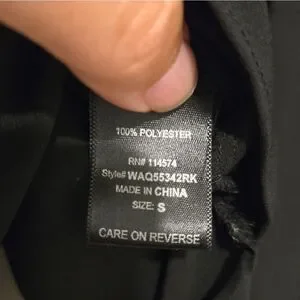 100% POLYESTER
RN# 114574
Style# WAQ55342RK
MADE IN CHINA
SIZE: S
CARE ON REVERSE